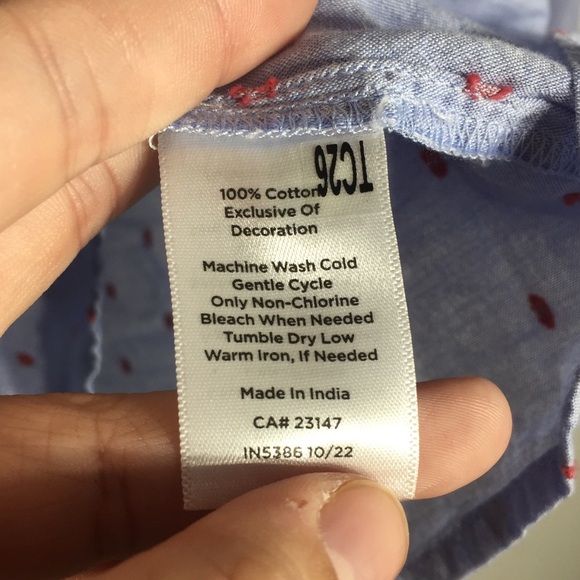 TC26
100% Cotton
Exclusive Of
Decoration
Machine Wash Cold
Gentle Cycle
Only Non-Chlorine
Bleach When Needed
Tumble Dry Low
Warm Iron, If Needed
Made In India
CA# 23147
IN5386 10/22